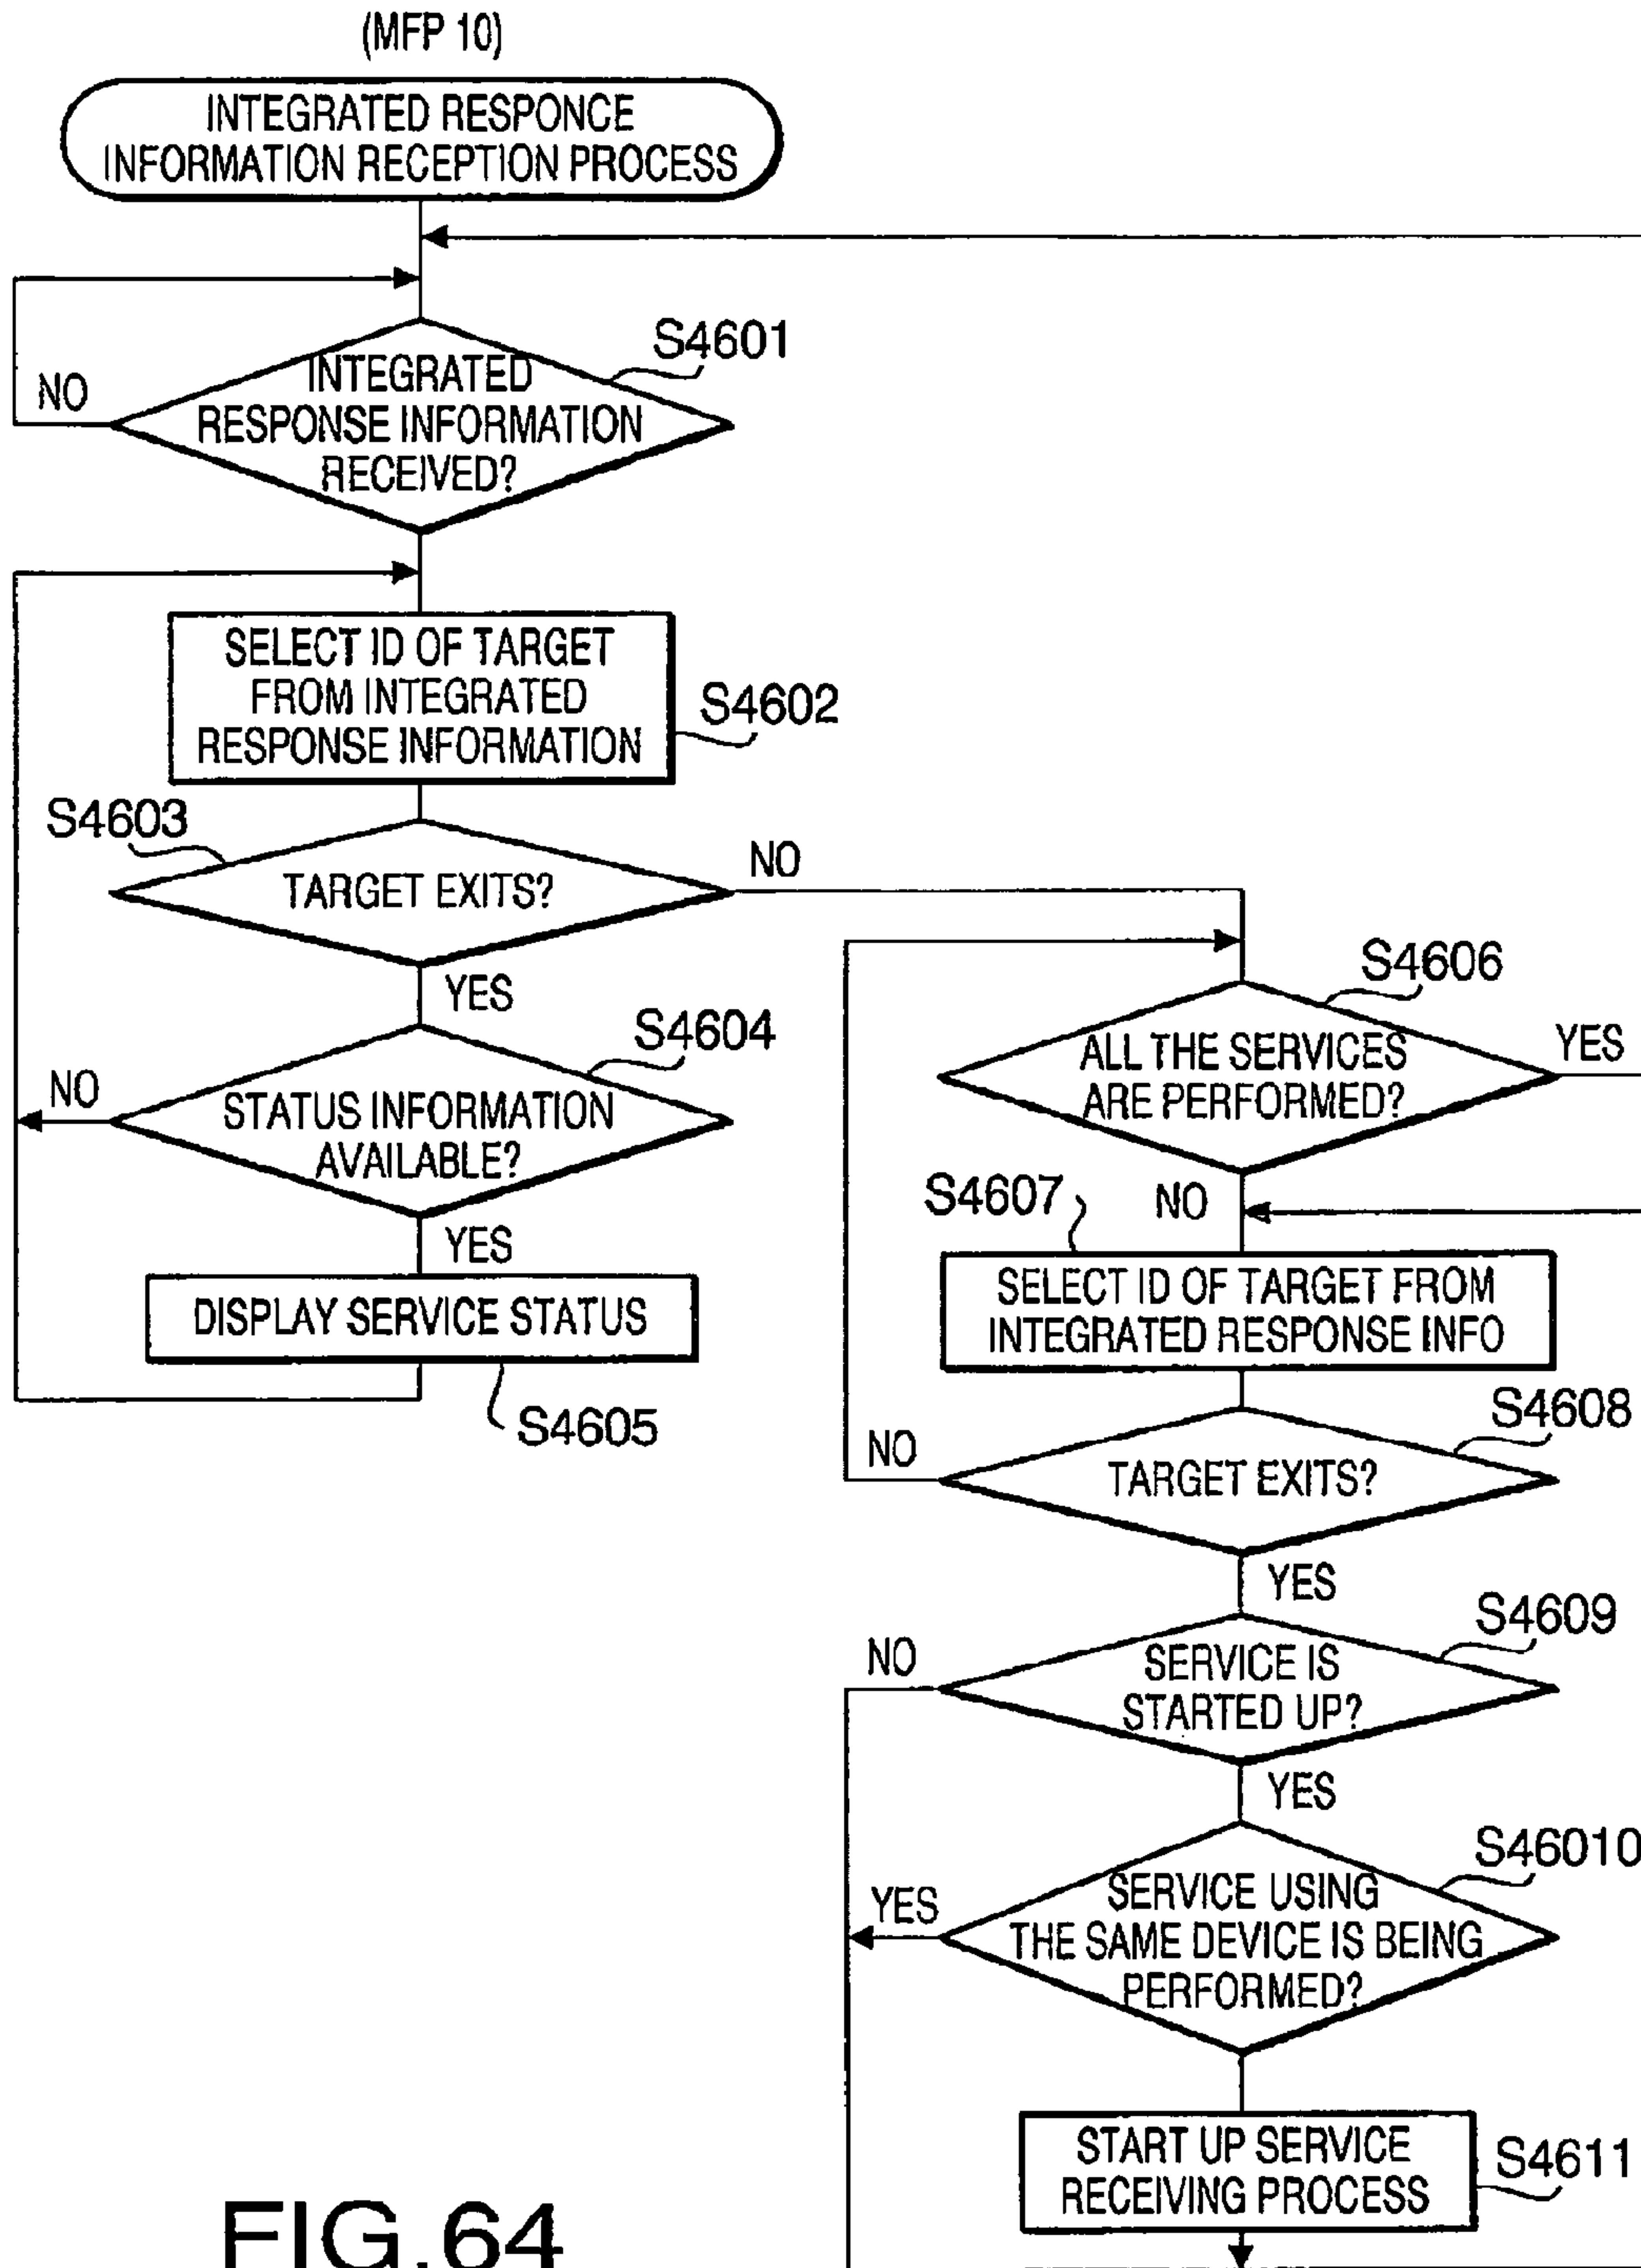 (MFP 10)
INTEGRATED RESPONCE
INFORMATION RECEPTION PROCESS
S4601
NO
INTEGRATED
RESPONSE INFORMATION
RECEIVED?
SELECT ID OF TARGET
FROM INTEGRATED
RESPONSE INFORMATION
S4602
S4603
TARGET EXITS?
NO
YES
S4604
NO
STATUS INFORMATION
AVAILABLE?
YES
DISPLAY SERVICE STATUS
S4605
S4606
ALL THE SERVICES
ARE PERFORMED?
YES
S4607
NO
SELECT ID OF TARGET FROM
INTEGRATED RESPONSE INFO
S4608
NO
TARGET EXITS?
YES
S4609
NO
SERVICE IS
STARTED UP?
YES
S46010
YES
SERVICE USING
THE SAME DEVICE IS BEING
PERFORMED?
START UP SERVICE
RECEIVING PROCESS
S4611
FIG.64